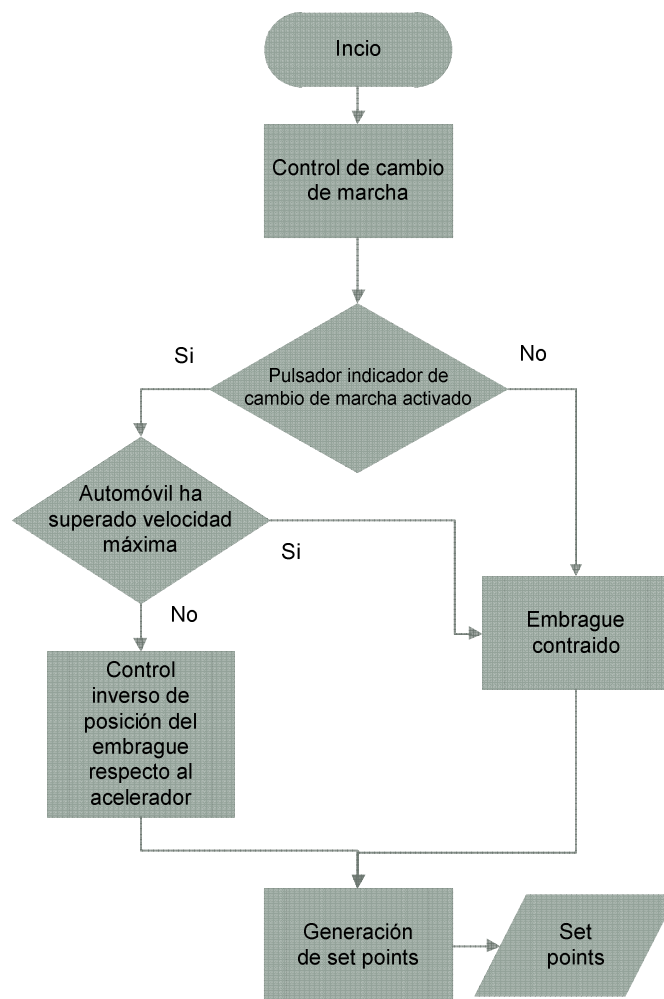 Incio
Control de cambio
de marcha
Si
No
Pulsador indicador de
cambio de marcha activado
Automóvil ha
superado velocidad
máxima
Si
No
Embrague
contraido
Control
inverso de
posición del
embrague
respecto al
acelerador
Generación
de set points
Set
points